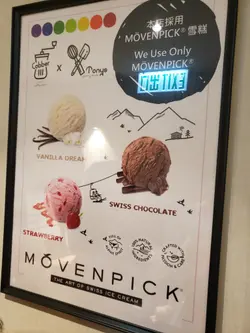 Cobber
X
本店採用
MÖVENPICK® 雪糕
We Use Only
MÖVENPICK®
VANILLA DREAM
SWISS CHOCOLATE
STRAWBERRY
MÖVENPICK®
THE ART OF SWISS ICE CREAM